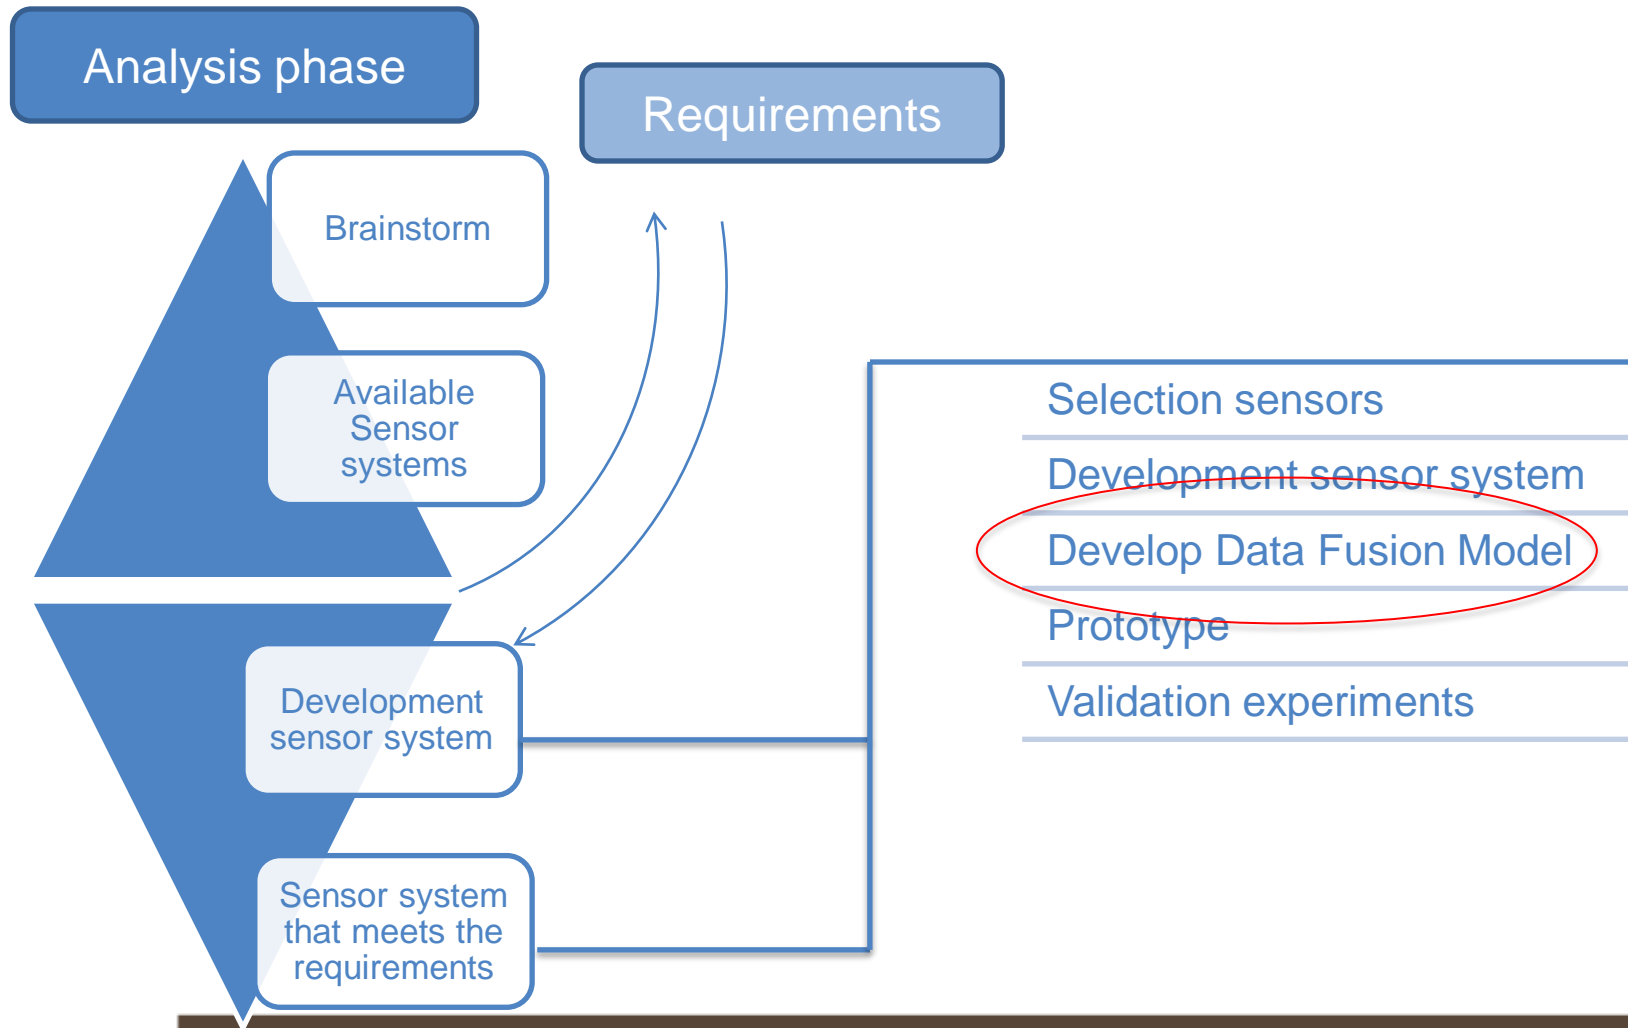 Analysis phase
Requirements
Brainstorm
Available
Sensor
systems
Development
sensor system
Sensor system
that meets the
requirements
Selection sensors
Development sensor system
Develop Data Fusion Model
Prototype
Validation experiments